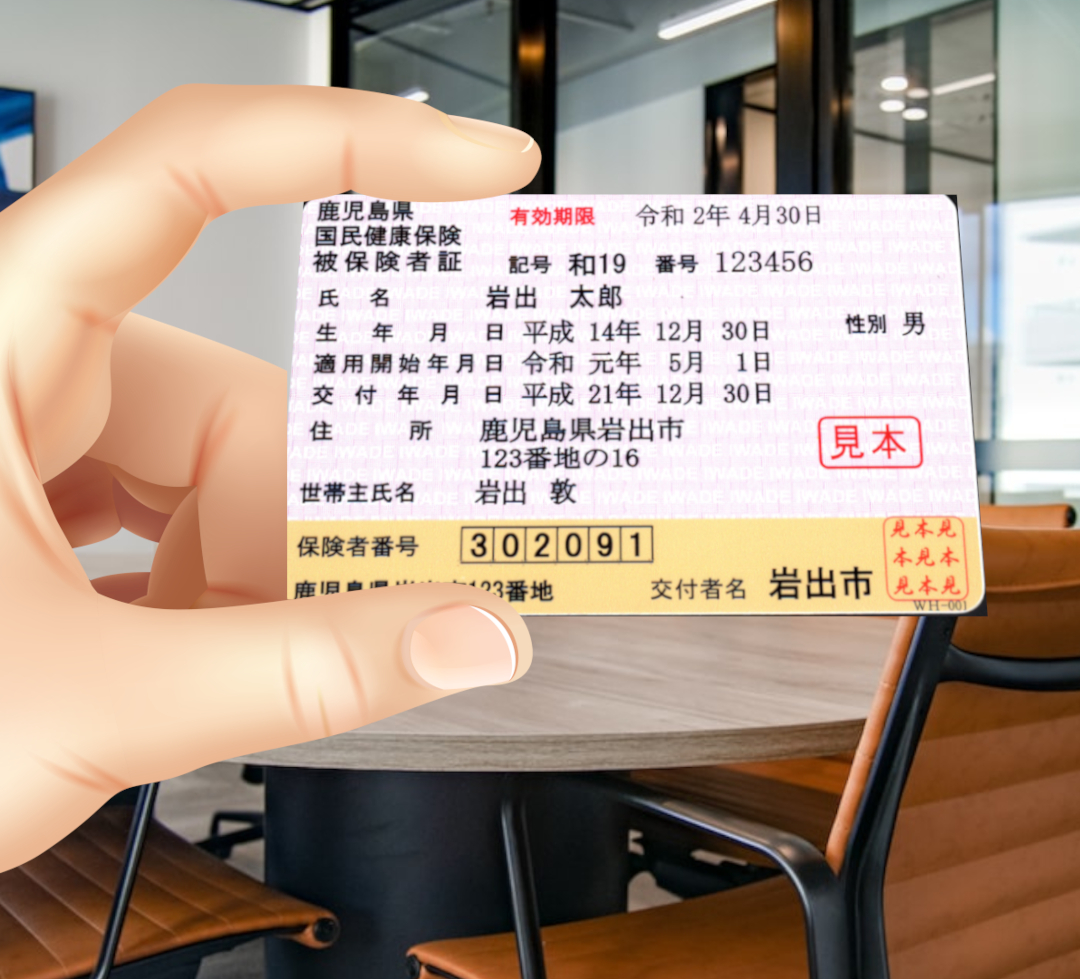 鹿児島県
国民健康保険
被保険者証
有効期限 令和 2年 4月30日
記号 和19 番号 123456
氏名 岩出 太郎
性別 男
生年月日 平成 14年 12月 30日
適用開始年月日 令和 元年 5月 1日
交付年月日 平成 21年 12月 30日
住所 鹿児島県岩出市
123番地の16
見本
世帯主氏名 岩出 敦
保険者番号 302091
鹿児島県岩出市123番地
交付者名 岩出市
見本見
本見本
見本見
WH-001